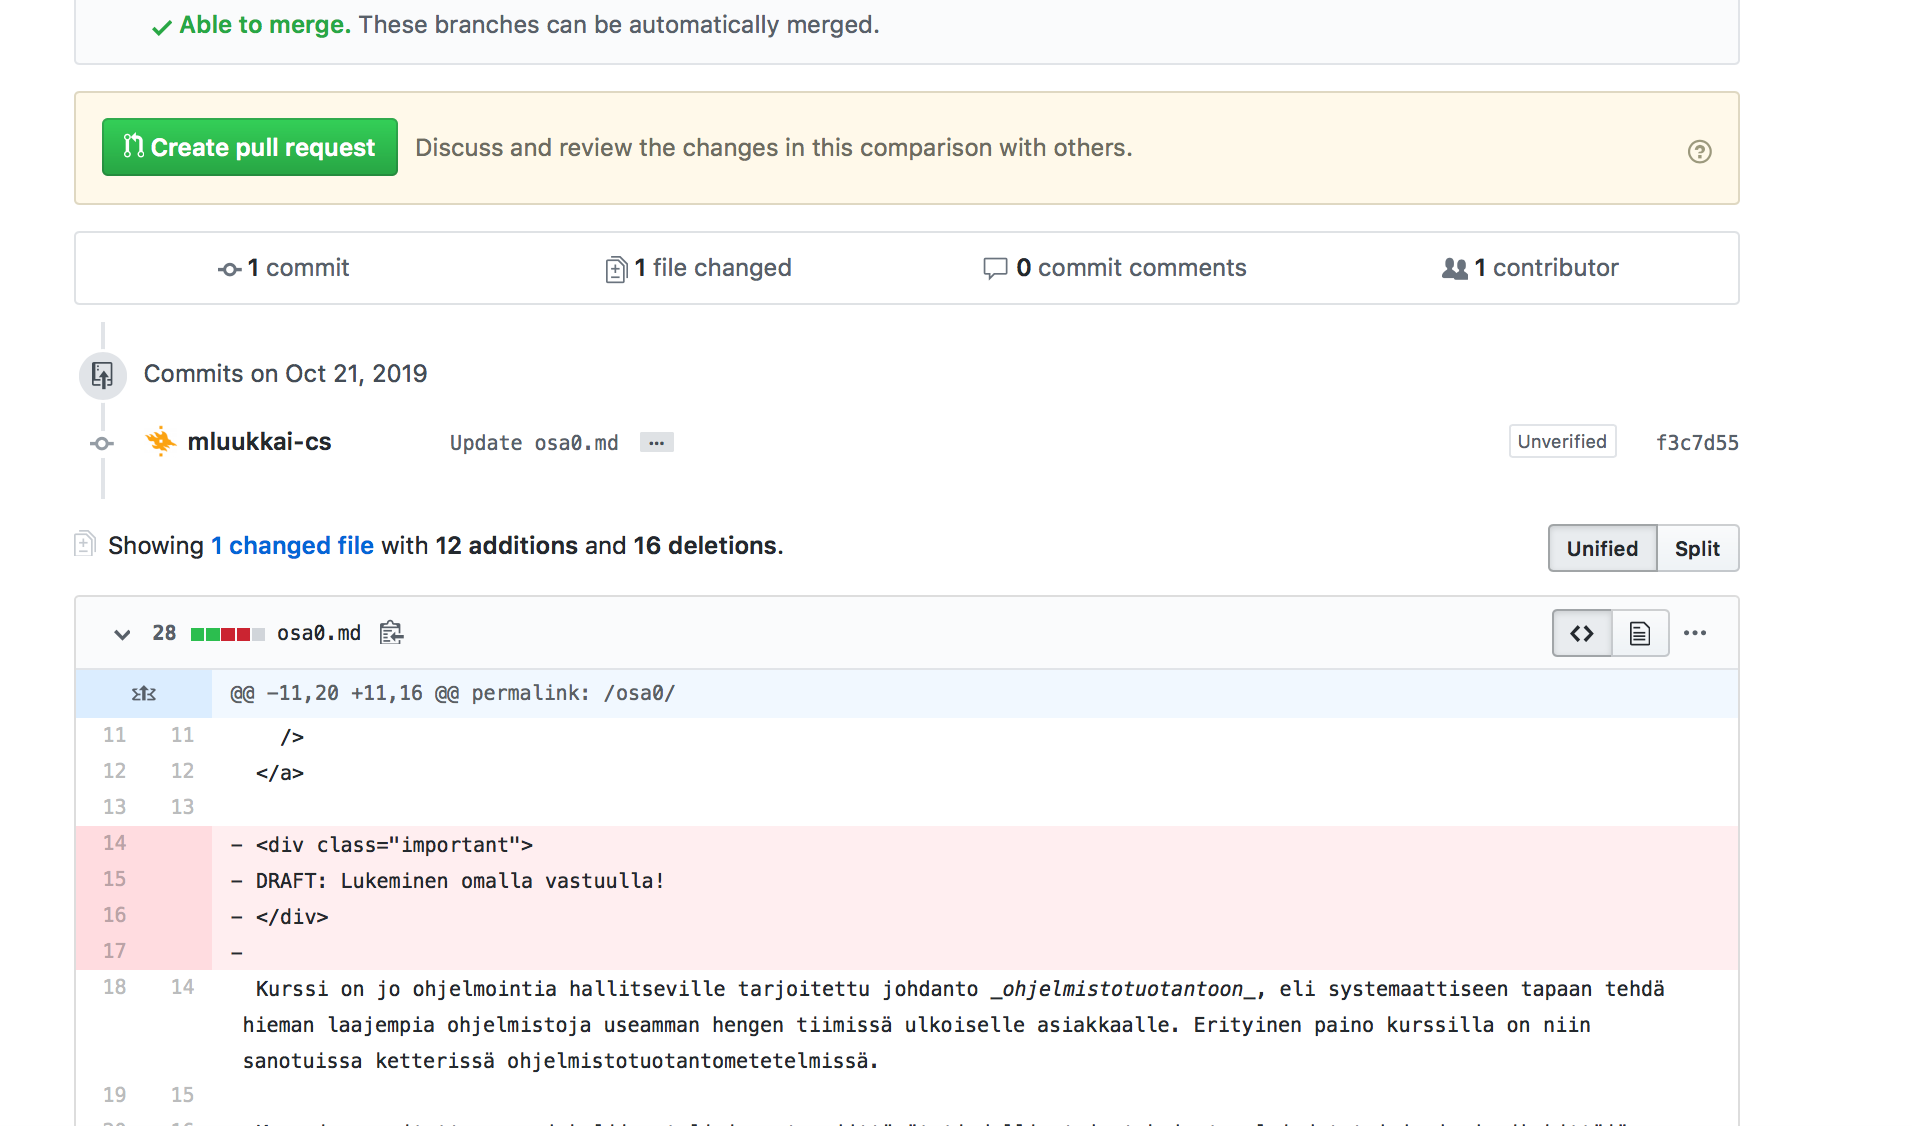 Able to merge. These branches can be automatically merged.
Create pull request Discuss and review the changes in this comparison with others.
1 commit 1 file changed 0 commit comments 1 contributor
Commits on Oct 21, 2019
mluukkai-cs Update osa0.md ... Unverified f3c7d55
Showing 1 changed file with 12 additions and 16 deletions.
Unified Split
28 osa0.md
@@ -11,20 +11,16 @@ permalink: /osa0/
11 11 />
12 12 </a>
13 13
14 - <div class="important">
15 - DRAFT: Lukeminen omalla vastuulla!
16 - </div>
17 -
18 14 Kurssi on jo ohjelmointia hallitseville tarjoitettu johdanto _ohjelmistotuotantoon_, eli systemaattiseen tapaan tehdä
hieman laajempia ohjelmistoja useamman hengen tiimissä ulkoiselle asiakkaalle. Erityinen paino kurssilla on niin
sanotuissa ketterissä ohjelmistotuotantometetelmissä.
19 15